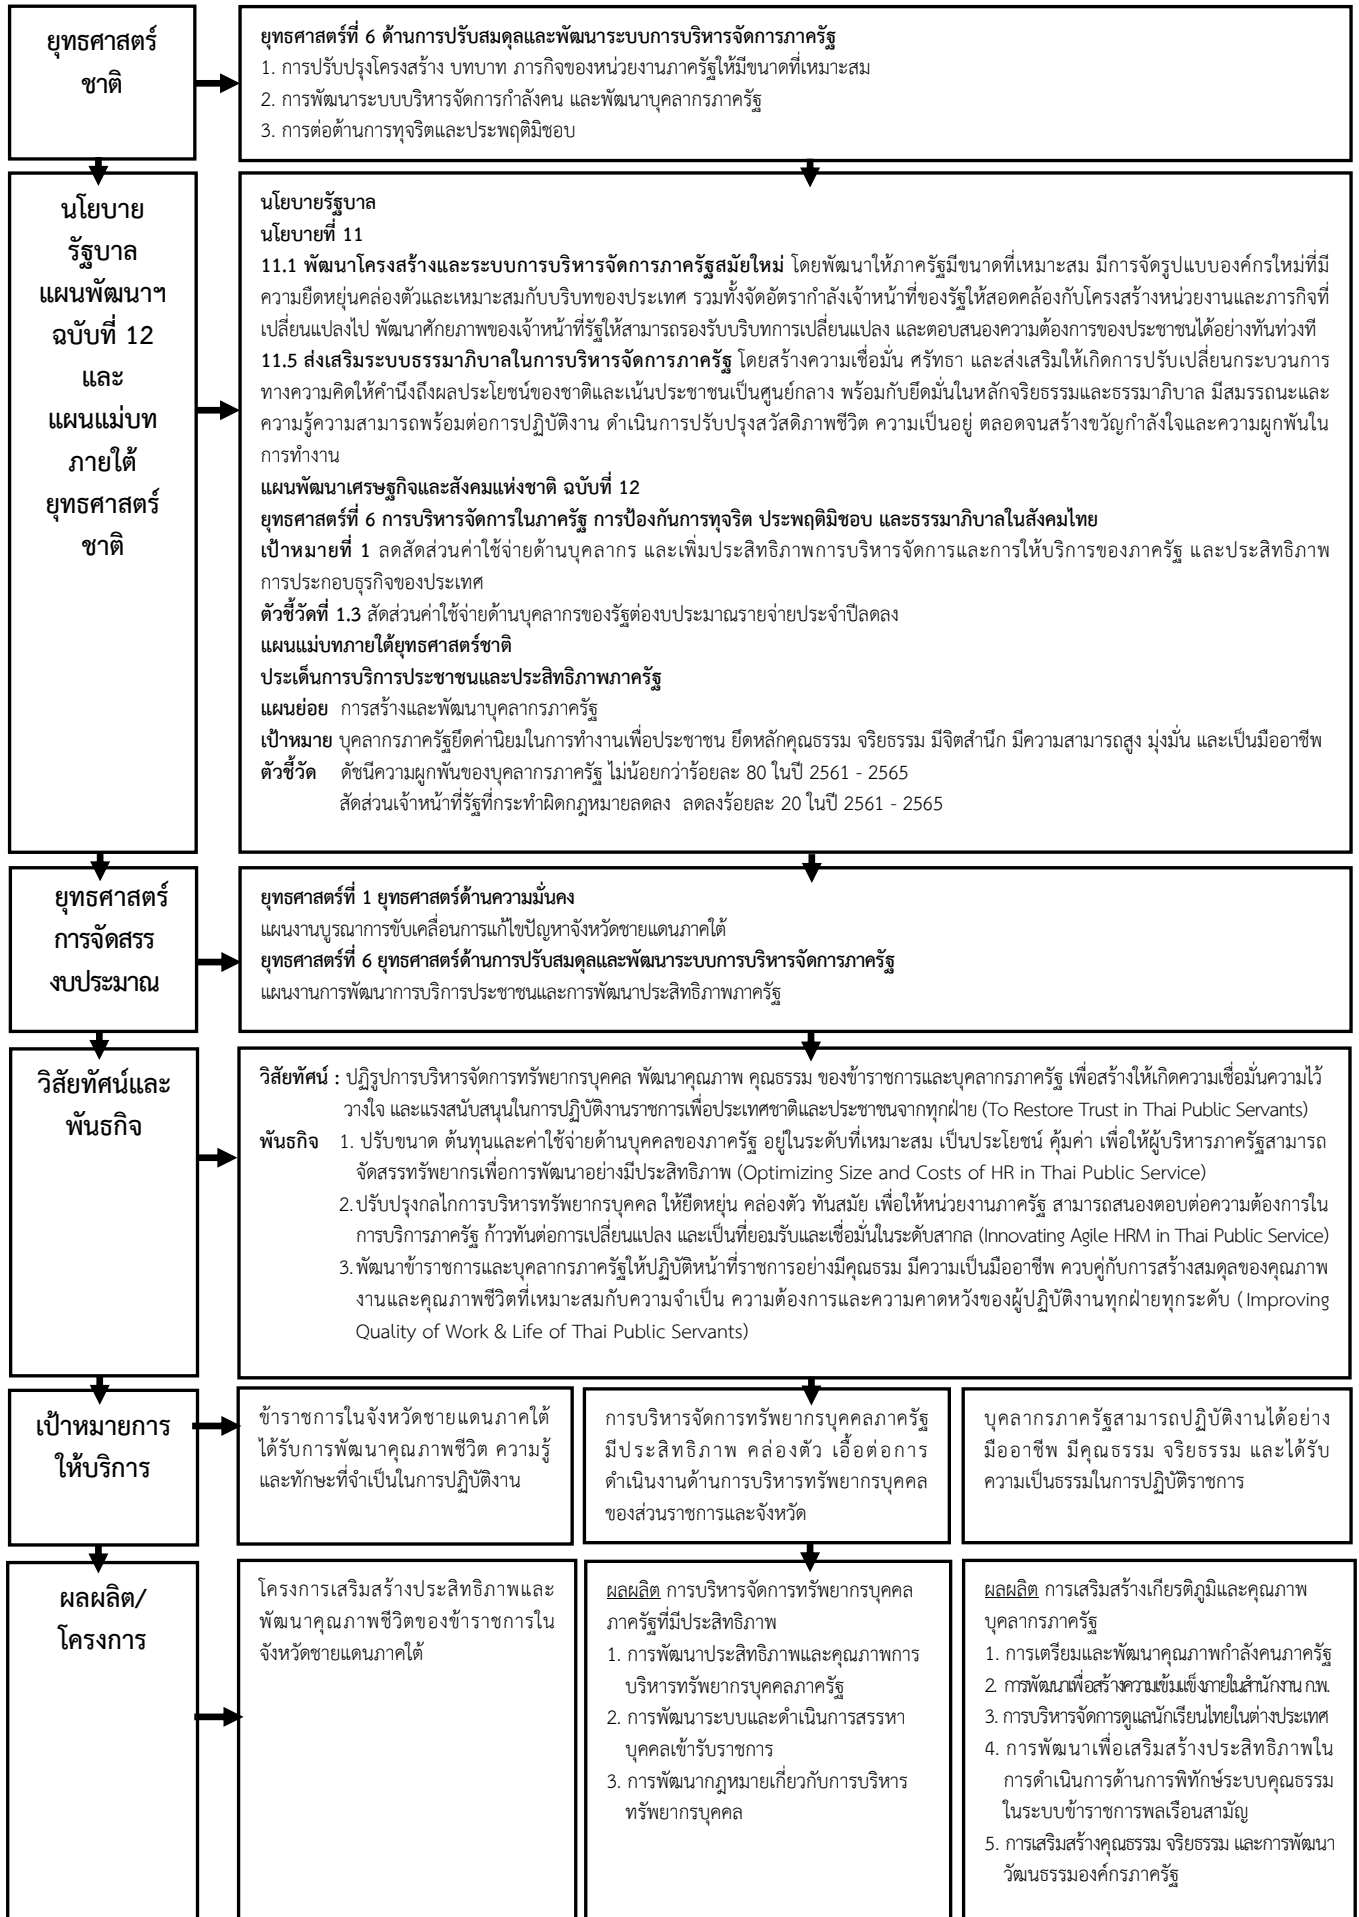 ยุทธศาสตร์
ชาติ
ยุทธศาสตร์ที่ 6 ด้านการปรับสมดุลและพัฒนาระบบการบริหารจัดการภาครัฐ
1. การปรับปรุงโครงสร้าง บทบาท ภารกิจของหน่วยงานภาครัฐให้มีขนาดที่เหมาะสม
2. การพัฒนาระบบบริหารจัดการกำลังคน และพัฒนาบุคลากรภาครัฐ
3. การต่อต้านการทุจริตและประพฤติมิชอบ
นโยบาย
รัฐบาล
แผนพัฒนาฯ
ฉบับที่ 12
และ
แผนแม่บท
ภายใต้
ยุทธศาสตร์
ชาติ
นโยบายรัฐบาล
นโยบายที่ 11
11.1 พัฒนาโครงสร้างและระบบการบริหารจัดการภาครัฐสมัยใหม่ โดยพัฒนาให้ภาครัฐมีขนาดที่เหมาะสม มีการจัดรูปแบบองค์กรใหม่ที่มี
ความยืดหยุ่นคล่องตัวและเหมาะสมกับบริบทของประเทศ รวมทั้งจัดอัตรากำลังเจ้าหน้าที่ของรัฐให้สอดคล้องกับโครงสร้างหน่วยงานและภารกิจที่
เปลี่ยนแปลงไป พัฒนาศักยภาพของเจ้าหน้าที่รัฐให้สามารถรองรับบริบทการเปลี่ยนแปลง และตอบสนองความต้องการของประชาชนได้อย่างทันท่วงที
11.5 ส่งเสริมระบบธรรมาภิบาลในการบริหารจัดการภาครัฐ โดยสร้างความเชื่อมั่น ศรัทธา และส่งเสริมให้เกิดการปรับเปลี่ยนกระบวนการ
ทางความคิดให้คำนึงถึงผลประโยชน์ของชาติและเน้นประชาชนเป็นศูนย์กลาง พร้อมกับยึดมั่นในหลักจริยธรรมและธรรมาภิบาล มีสมรรถนะและ
ความรู้ความสามารถพร้อมต่อการปฏิบัติงาน ดำเนินการปรับปรุงสวัสดิภาพชีวิต ความเป็นอยู่ ตลอดจนสร้างขวัญกำลังใจและความผูกพันใน
การทำงาน
แผนพัฒนาเศรษฐกิจและสังคมแห่งชาติ ฉบับที่ 12
ยุทธศาสตร์ที่ 6 การบริหารจัดการในภาครัฐ การป้องกันการทุจริต ประพฤติมิชอบ และธรรมาภิบาลในสังคมไทย
เป้าหมายที่ 1 ลดสัดส่วนค่าใช้จ่ายด้านบุคลากร และเพิ่มประสิทธิภาพการบริหารจัดการและการให้บริการของภาครัฐ และประสิทธิภาพ
การประกอบธุรกิจของประเทศ
ตัวชี้วัดที่ 1.3 สัดส่วนค่าใช้จ่ายด้านบุคลากรของรัฐต่องบประมาณรายจ่ายประจำปีลดลง
แผนแม่บทภายใต้ยุทธศาสตร์ชาติ
ประเด็นการบริการประชาชนและประสิทธิภาพภาครัฐ
แผนย่อย การสร้างและพัฒนาบุคลากรภาครัฐ
เป้าหมาย บุคลากรภาครัฐยึดค่านิยมในการทำงานเพื่อประชาชน ยึดหลักคุณธรรม จริยธรรม มีจิตสำนึก มีความสามารถสูง มุ่งมั่น และเป็นมืออาชีพ
ตัวชี้วัด ดัชนีความผูกพันของบุคลากรภาครัฐ ไม่น้อยกว่าร้อยละ 80 ในปี 2561 - 2565
สัดส่วนเจ้าหน้าที่รัฐที่กระทำผิดกฎหมายลดลง ลดลงร้อยละ 20 ในปี 2561 - 2565
ยุทธศาสตร์
การจัดสรร
งบประมาณ
ยุทธศาสตร์ที่ 1 ยุทธศาสตร์ด้านความมั่นคง
แผนงานบูรณาการขับเคลื่อนการแก้ไขปัญหาจังหวัดชายแดนภาคใต้
ยุทธศาสตร์ที่ 6 ยุทธศาสตร์ด้านการปรับสมดุลและพัฒนาระบบการบริหารจัดการภาครัฐ
แผนงานการพัฒนาการบริการประชาชนและการพัฒนาประสิทธิภาพภาครัฐ
วิสัยทัศน์และ
พันธกิจ
วิสัยทัศน์ : ปฏิรูปการบริหารจัดการทรัพยากรบุคคล พัฒนาคุณภาพ คุณธรรม ของข้าราชการและบุคลากรภาครัฐ เพื่อสร้างให้เกิดความเชื่อมั่นความไว้
วางใจ และแรงสนับสนุนในการปฏิบัติงานราชการเพื่อประเทศชาติและประชาชนจากทุกฝ่าย (To Restore Trust in Thai Public Servants)
พันธกิจ 1. ปรับขนาด ต้นทุนและค่าใช้จ่ายด้านบุคคลของภาครัฐ อยู่ในระดับที่เหมาะสม เป็นประโยชน์ คุ้มค่า เพื่อให้ผู้บริหารภาครัฐสามารถ
จัดสรรทรัพยากรเพื่อการพัฒนาอย่างมีประสิทธิภาพ (Optimizing Size and Costs of HR in Thai Public Service)
2. ปรับปรุงกลไกการบริหารทรัพยากรบุคคล ให้ยืดหยุ่น คล่องตัว ทันสมัย เพื่อให้หน่วยงานภาครัฐ สามารถสนองตอบต่อความต้องการใน
การบริการภาครัฐ ก้าวทันต่อการเปลี่ยนแปลง และเป็นที่ยอมรับและเชื่อมั่นในระดับสากล (Innovating Agile HRM in Thai Public Service)
3. พัฒนาข้าราชการและบุคลากรภาครัฐให้ปฏิบัติหน้าที่ราชการอย่างมีคุณธรม มีความเป็นมืออาชีพ ควบคู่กับการสร้างสมดุลของคุณภาพ
งานและคุณภาพชีวิตที่เหมาะสมกับความจำเป็น ความต้องการและความคาดหวังของผู้ปฏิบัติงานทุกฝ่ายทุกระดับ (Improving
Quality of Work & Life of Thai Public Servants)
เป้าหมายการ
ให้บริการ
ข้าราชการในจังหวัดชายแดนภาคใต้
ได้รับการพัฒนาคุณภาพชีวิต ความรู้
และทักษะที่จำเป็นในการปฏิบัติงาน
การบริหารจัดการทรัพยากรบุคคลภาครัฐ
มีประสิทธิภาพ คล่องตัว เอื้อต่อการ
ดำเนินงานด้านการบริหารทรัพยากรบุคคล
ของส่วนราชการและจังหวัด
บุคลากรภาครัฐสามารถปฏิบัติงานได้อย่าง
มืออาชีพ มีคุณธรรม จริยธรรม และได้รับ
ความเป็นธรรมในการปฏิบัติราชการ
ผลผลิต/
โครงการ
โครงการเสริมสร้างประสิทธิภาพและ
พัฒนาคุณภาพชีวิตของข้าราชการใน
จังหวัดชายแดนภาคใต้
ผลผลิต การบริหารจัดการทรัพยากรบุคคล
ภาครัฐที่มีประสิทธิภาพ
1. การพัฒนาประสิทธิภาพและคุณภาพการ
บริหารทรัพยากรบุคคลภาครัฐ
2. การพัฒนาระบบและดำเนินการสรรหา
บุคคลเข้ารับราชการ
3. การพัฒนากฎหมายเกี่ยวกับการบริหาร
ทรัพยากรบุคคล
ผลผลิต การเสริมสร้างเกียรติภูมิและคุณภาพ
บุคลากรภาครัฐ
1. การเตรียมและพัฒนาคุณภาพกำลังคนภาครัฐ
2. การพัฒนาเพื่อสร้างความเข้มแข็งภายในสำนักงาน ก.พ.
3. การบริหารจัดการดูแลนักเรียนไทยในต่างประเทศ
4. การพัฒนาเพื่อเสริมสร้างประสิทธิภาพใน
การดำเนินการด้านการพิทักษ์ระบบคุณธรรม
ในระบบข้าราชการพลเรือนสามัญ
5. การเสริมสร้างคุณธรรม จริยธรรม และการพัฒนา
วัฒนธรรมองค์กรภาครัฐ